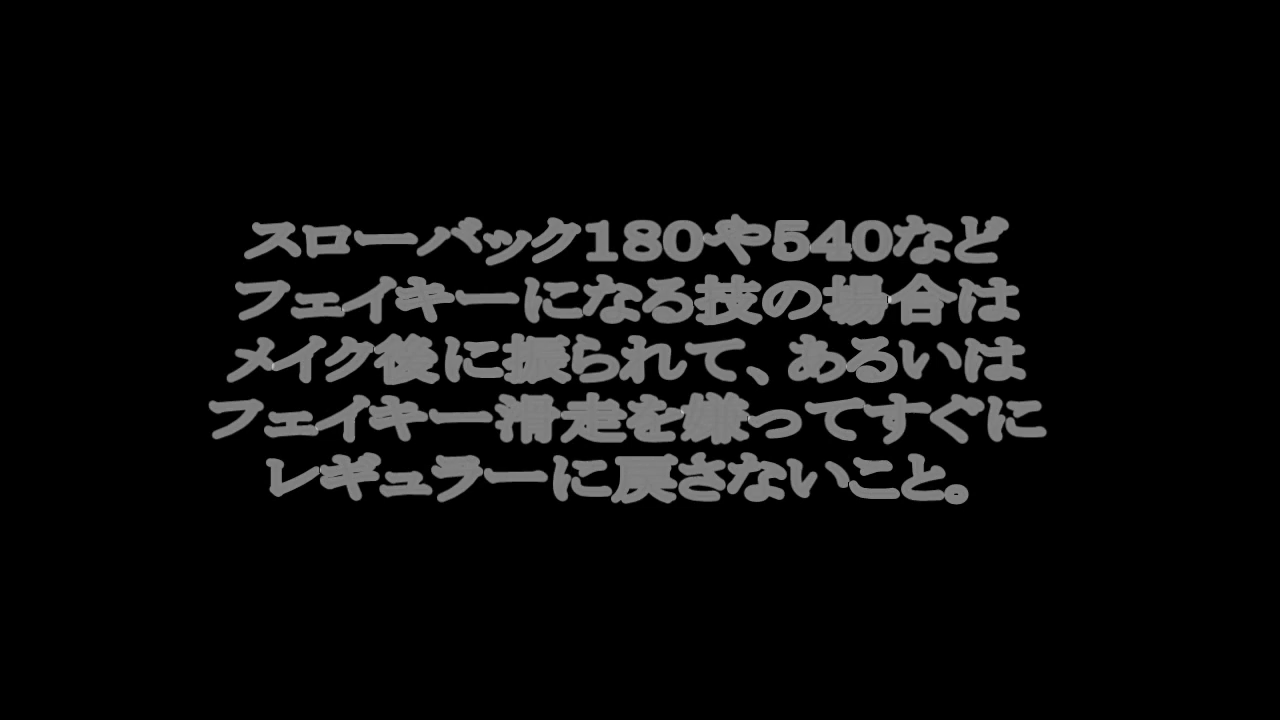 スローバック180や540など
フェイキーになる技の場合は
メイク後に振られて、あるいは
フェイキー滑走を嫌ってすぐに
レギュラーに戻さないこと。